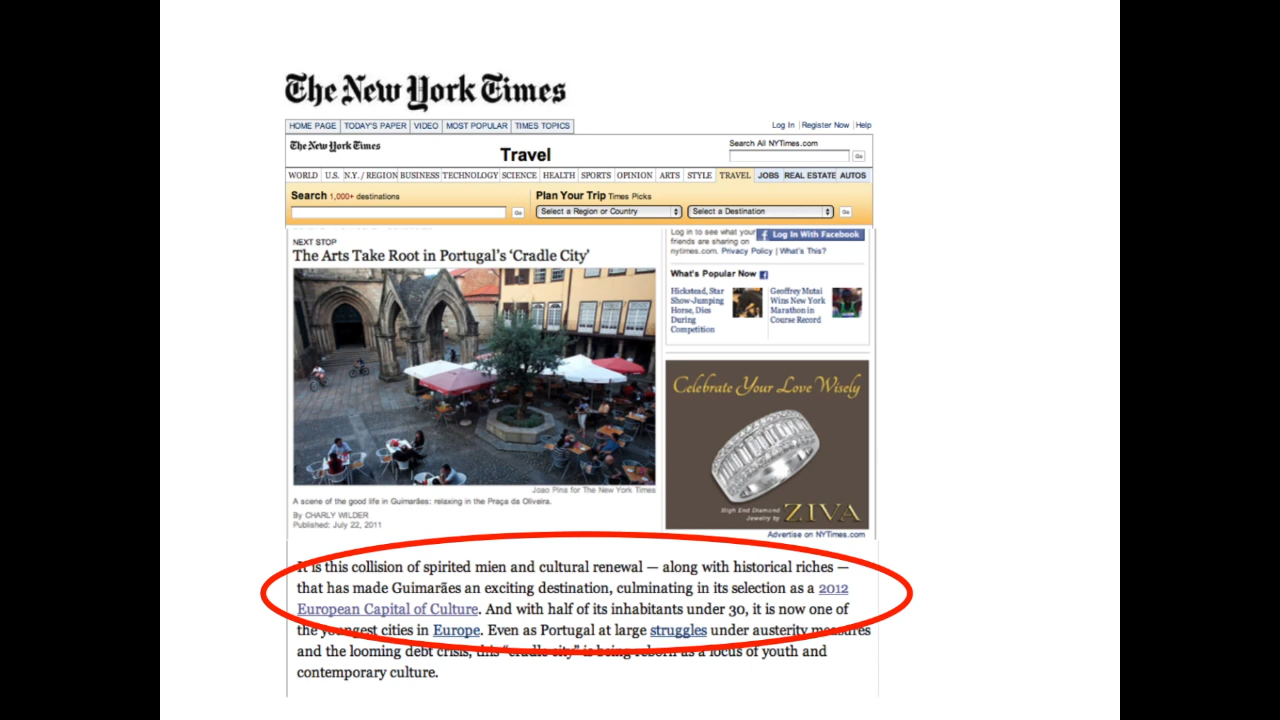 The New York Times
HOME PAGE TODAY'S PAPER VIDEO MOST POPULAR TIMES TOPICS
Log In Register Now Help
The New York Times
Travel
Search All NYTimes.com
Go
WORLD U.S. N.Y. / REGION BUSINESS TECHNOLOGY SCIENCE HEALTH SPORTS OPINION ARTS STYLE TRAVEL JOBS REAL ESTATE AUTOS
Search 1,000+ destinations
Go
Plan Your Trip Times Picks
Select a Region or Country Select a Destination Go
NEXT STOP
The Arts Take Root in Portugal's 'Cradle City'
Joao Pina for The New York Times
A scene of the good life in Guimarães: relaxing in the Praça da Oliveira.
By CHARLY WILDER
Published: July 22, 2011
Log in to see what your
friends are sharing on
nytimes.com. Privacy Policy | What's This?
Log In With Facebook
What's Popular Now
Hickstead, Star
Show-Jumping
Horse, Dies
During
Competition
Geoffrey Mutai
Wins New York
Marathon in
Course Record
Celebrate Your Love Wisely
High End Diamond
Jewelry by
ZIVA
Advertise on NYTimes.com
It is this collision of spirited mien and cultural renewal — along with historical riches —
that has made Guimarães an exciting destination, culminating in its selection as a 2012
European Capital of Culture. And with half of its inhabitants under 30, it is now one of
the youngest cities in Europe. Even as Portugal at large struggles under austerity measures
and the looming debt crisis, this "cradle city" is being reborn as a locus of youth and
contemporary culture.